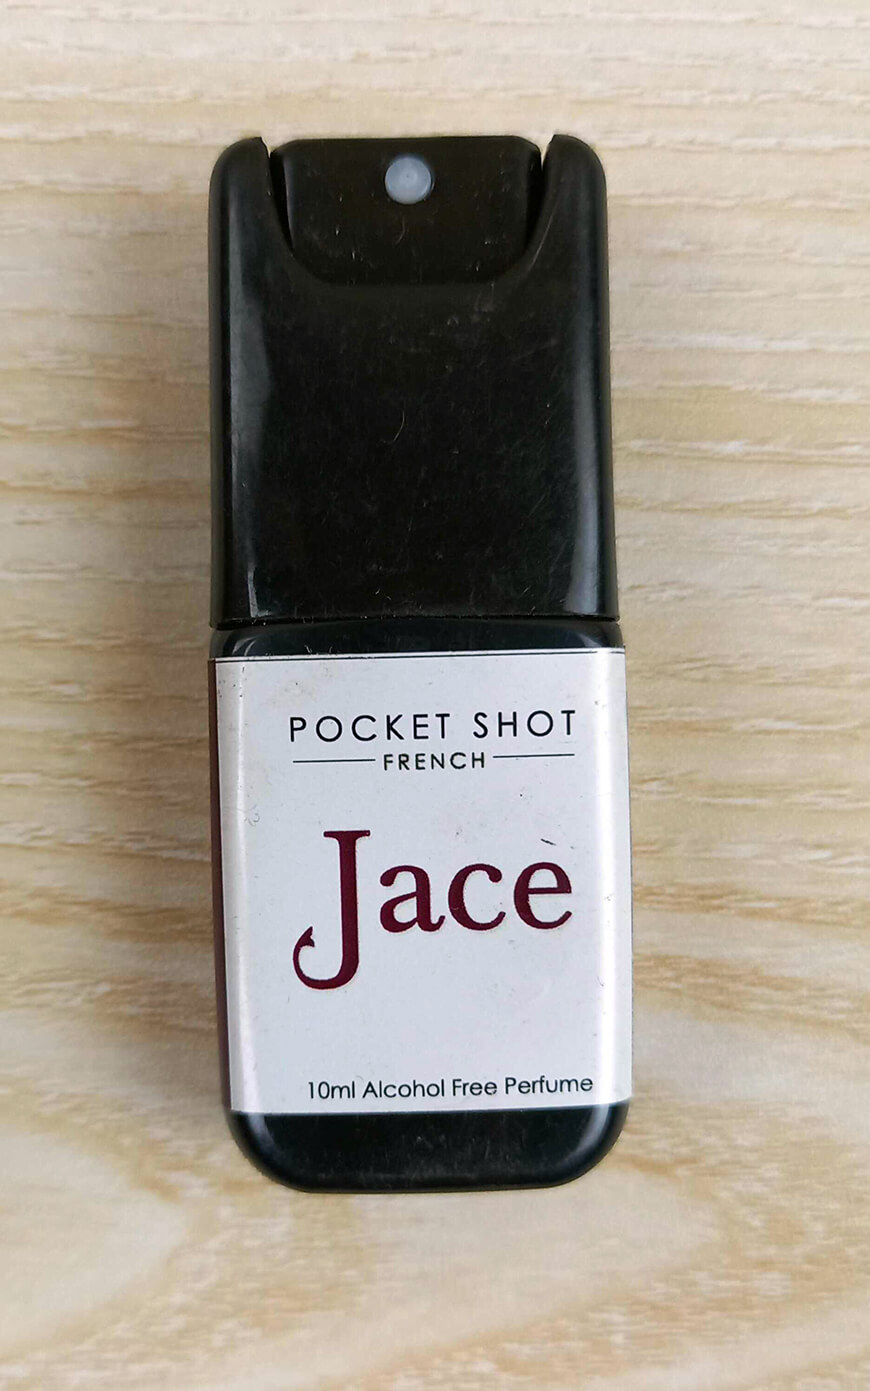 POCKET SHOT
FRENCH
Jace
10ml Alcohol Free Perfume